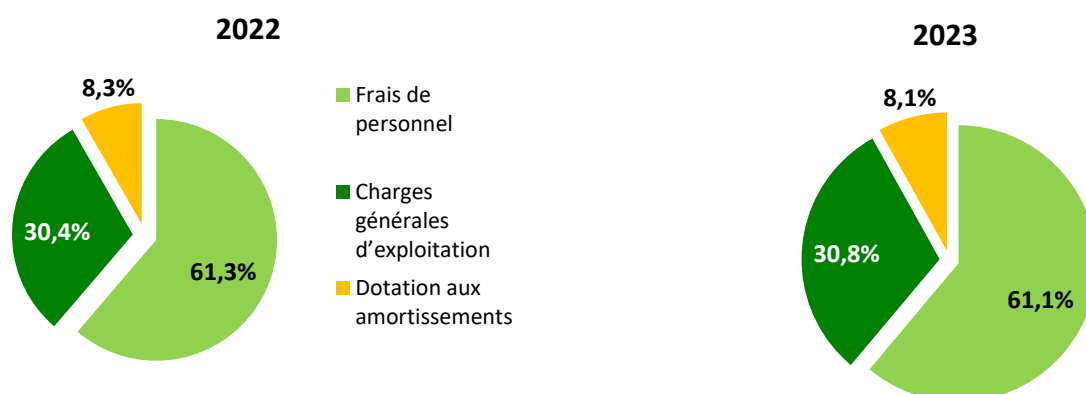 2022
8,3%
30,4%
61,3%
Frais de
personnel
Charges
générales
d’exploitation
Dotation aux
amortissements
2023
8,1%
30,8%
61,1%